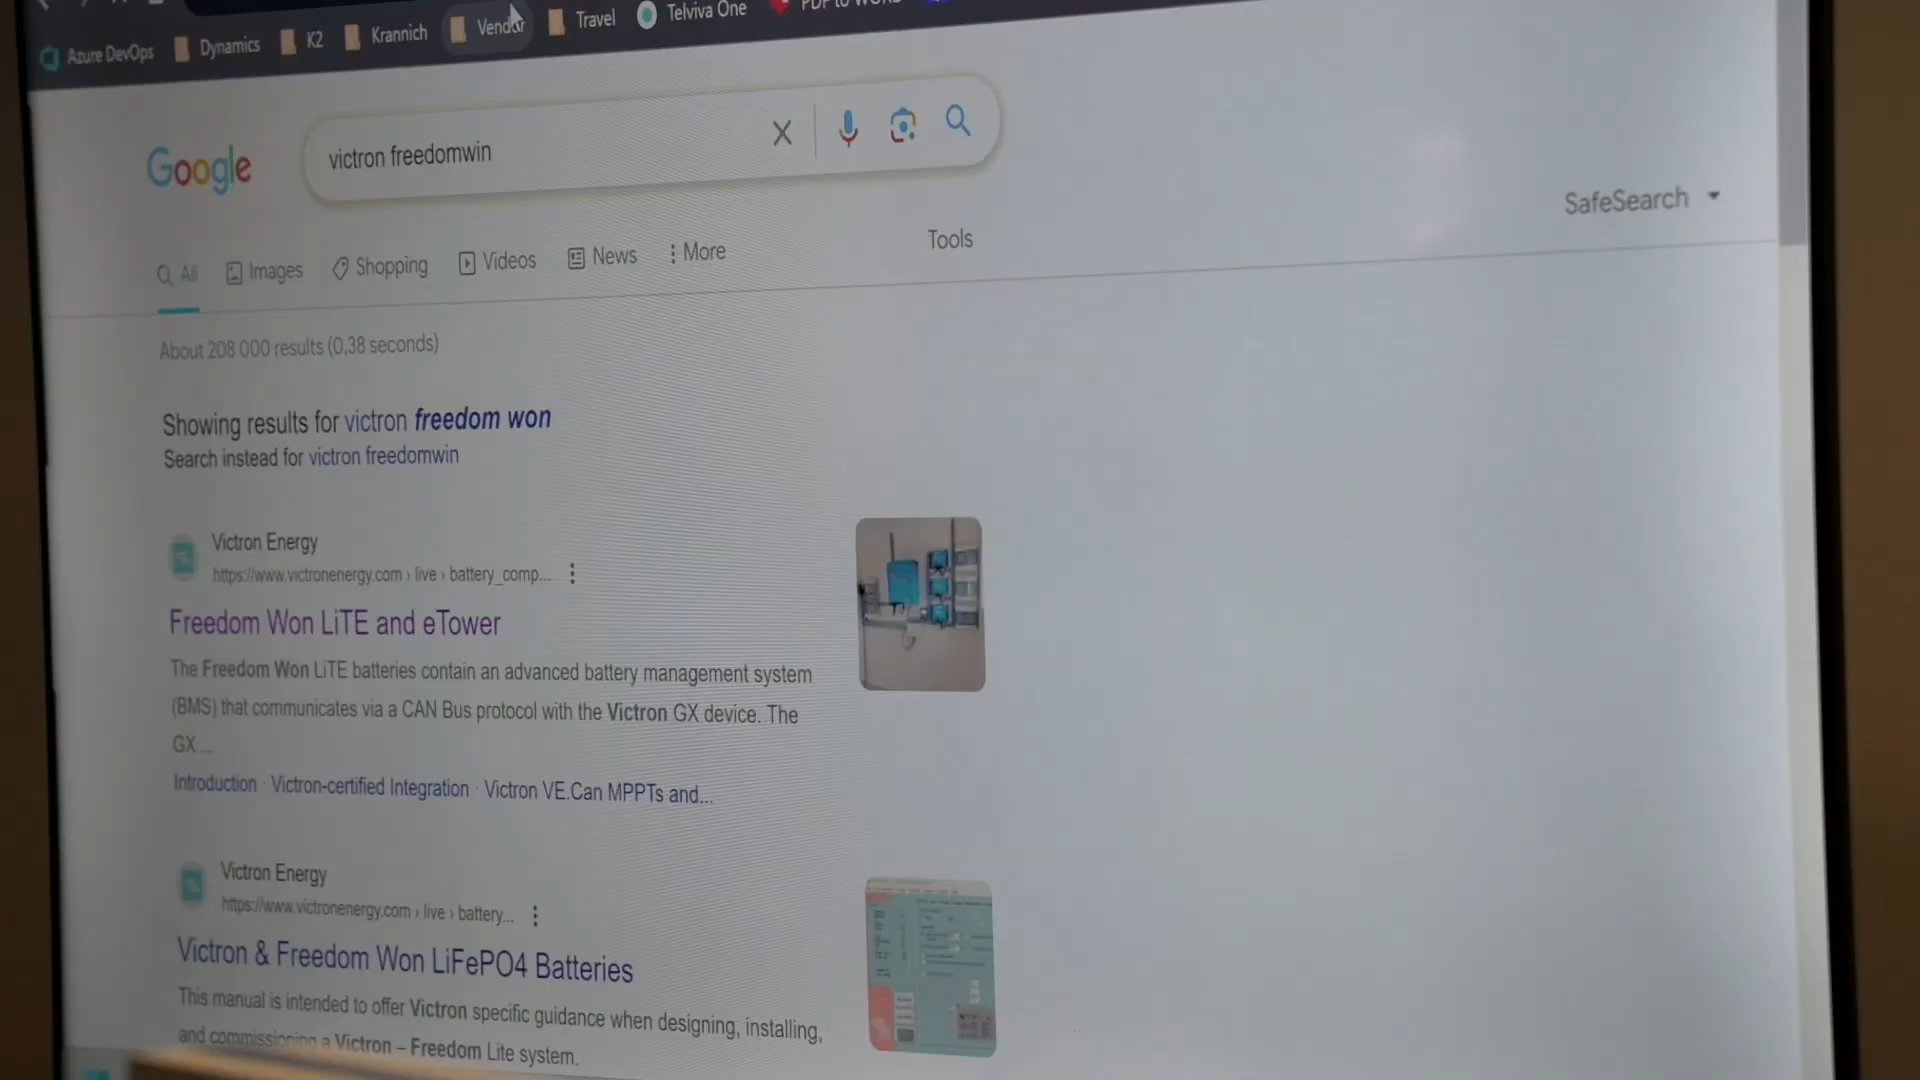 Azure DevOps Dynamics K2 Krannich Vendor Travel Telviva One PDF to WORD
Google victron freedomwin
SafeSearch
All Images Shopping Videos News More Tools
About 208 000 results (0,38 seconds)
Showing results for victron freedom won
Search instead for victron freedomwin
Victron Energy
https://www.victronenergy.com › live › battery_comp...
Freedom Won LiTE and eTower
The Freedom Won LiTE batteries contain an advanced battery management system
(BMS) that communicates via a CAN Bus protocol with the Victron GX device. The
GX ...
Introduction · Victron-certified Integration · Victron VE.Can MPPTs and...
Victron Energy
https://www.victronenergy.com › live › battery...
Victron & Freedom Won LiFePO4 Batteries
This manual is intended to offer Victron specific guidance when designing, installing,
and commissioning a Victron – Freedom Lite system.